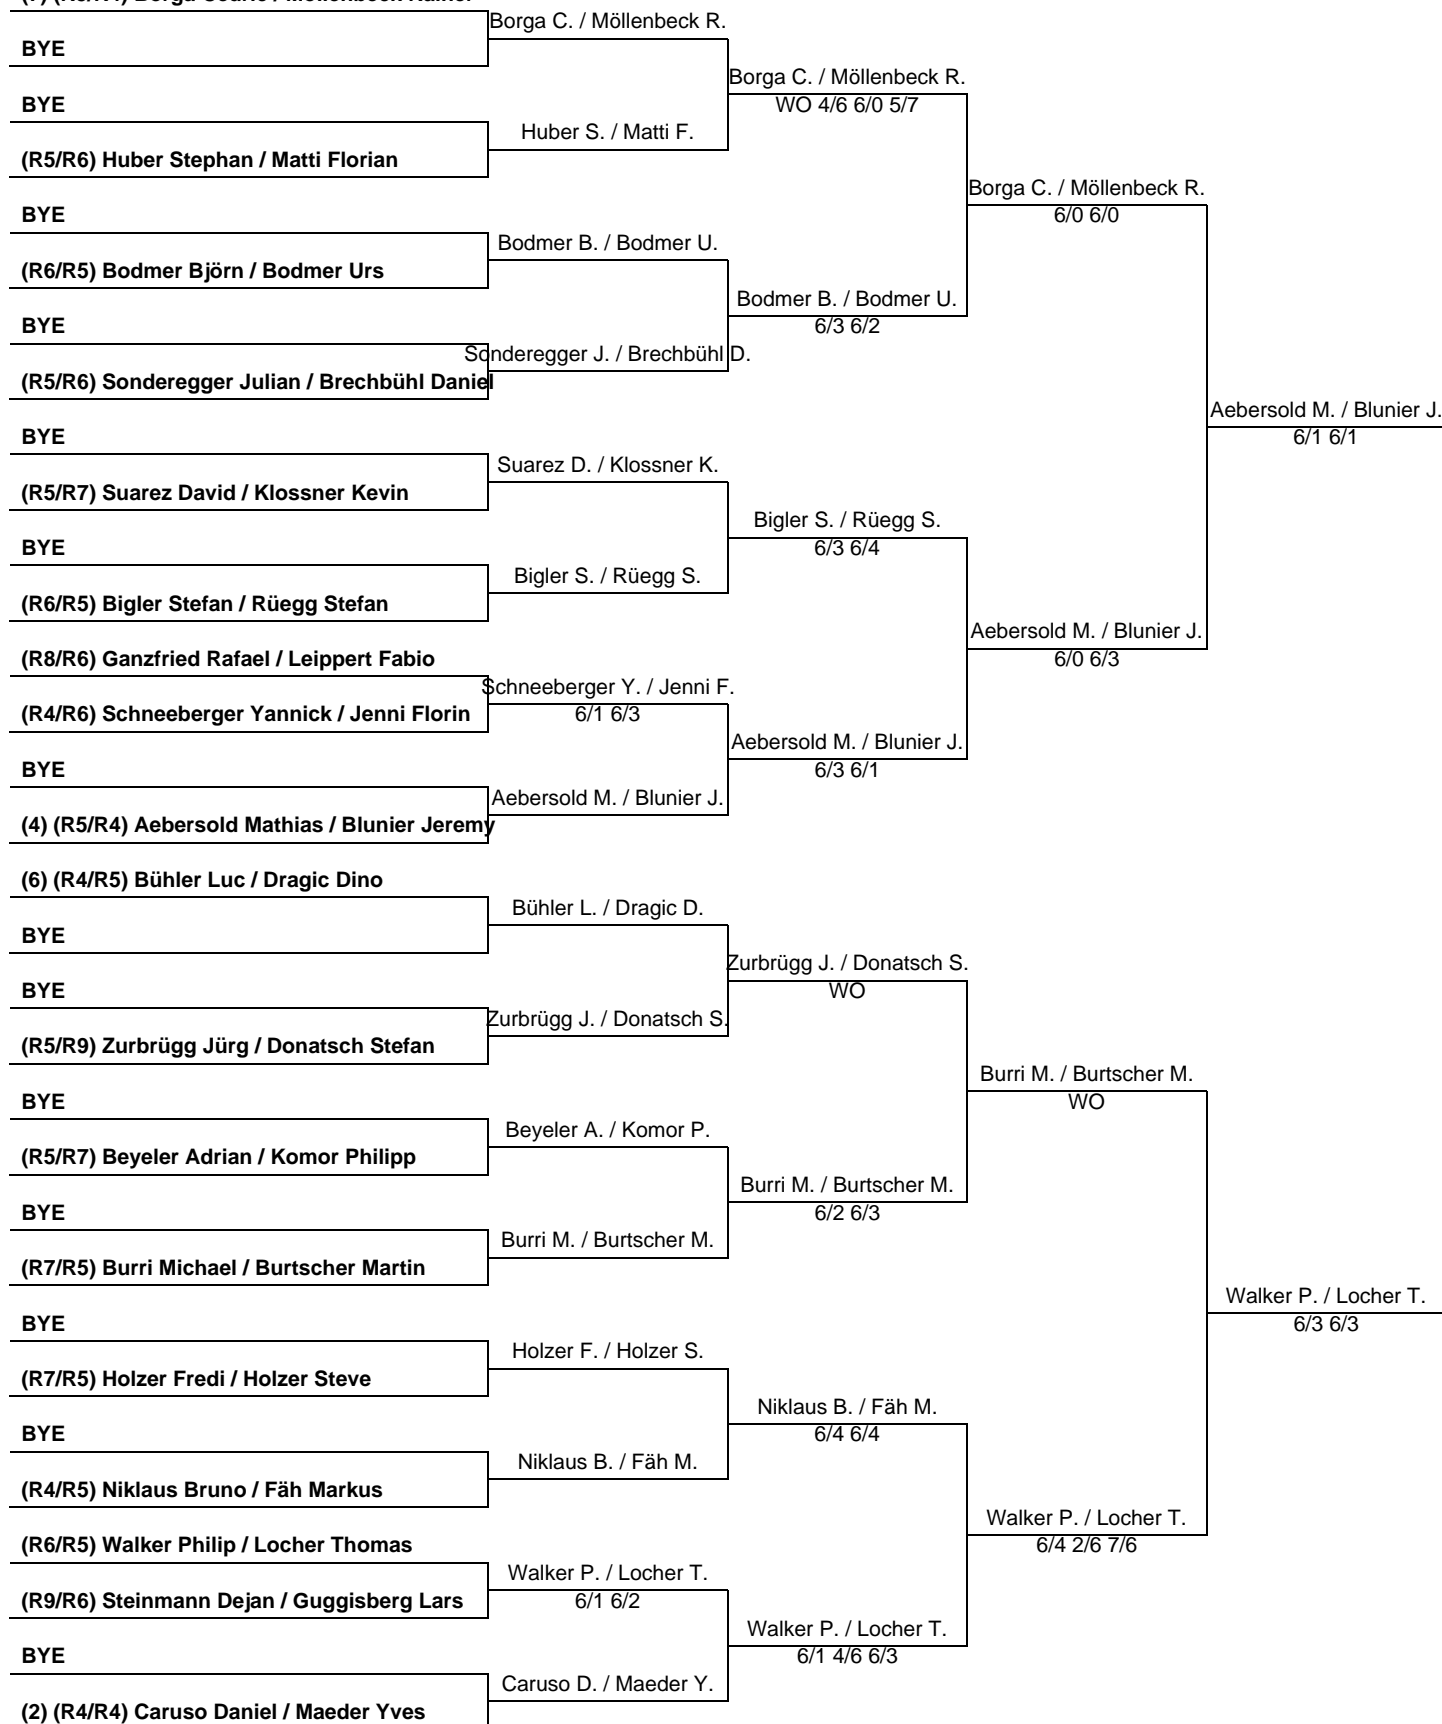 Borga / Möllenbeck
BYE
BYE
(R5/R6) Huber Stephan / Matti Florian
BYE
(R6/R5) Bodmer Björn / Bodmer Urs
BYE
(R5/R6) Sonderegger Julian / Brechbühl Daniel
BYE
(R5/R7) Suarez David / Klossner Kevin
BYE
(R6/R5) Bigler Stefan / Rüegg Stefan
(R8/R6) Ganzfried Rafael / Leippert Fabio
(R4/R6) Schneeberger Yannick / Jenni Florin
BYE
(4) (R5/R4) Aebersold Mathias / Blunier Jeremy
(6) (R4/R5) Bühler Luc / Dragic Dino
BYE
BYE
(R5/R9) Zurbrügg Jürg / Donatsch Stefan
BYE
(R5/R7) Beyeler Adrian / Komor Philipp
BYE
(R7/R5) Burri Michael / Burtscher Martin
BYE
(R7/R5) Holzer Fredi / Holzer Steve
BYE
(R4/R5) Niklaus Bruno / Fäh Markus
(R6/R5) Walker Philip / Locher Thomas
(R9/R6) Steinmann Dejan / Guggisberg Lars
BYE
(2) (R4/R4) Caruso Daniel / Maeder Yves
Borga C. / Möllenbeck R.
Huber S. / Matti F.
Bodmer B. / Bodmer U.
Sonderegger J. / Brechbühl D.
Suarez D. / Klossner K.
Bigler S. / Rüegg S.
Schneeberger Y. / Jenni F.
6/1 6/3
Aebersold M. / Blunier J.
Bühler L. / Dragic D.
Zurbrügg J. / Donatsch S.
Beyeler A. / Komor P.
Burri M. / Burtscher M.
Holzer F. / Holzer S.
Niklaus B. / Fäh M.
Walker P. / Locher T.
6/1 6/2
Caruso D. / Maeder Y.
Borga C. / Möllenbeck R.
WO 4/6 6/0 5/7
Bodmer B. / Bodmer U.
6/3 6/2
Bigler S. / Rüegg S.
6/3 6/4
Aebersold M. / Blunier J.
6/3 6/1
Zurbrügg J. / Donatsch S.
WO
Burri M. / Burtscher M.
6/2 6/3
Niklaus B. / Fäh M.
6/4 6/4
Walker P. / Locher T.
6/1 4/6 6/3
Borga C. / Möllenbeck R.
6/0 6/0
Aebersold M. / Blunier J.
6/0 6/3
Burri M. / Burtscher M.
WO
Walker P. / Locher T.
6/4 2/6 7/6
Aebersold M. / Blunier J.
6/1 6/1
Walker P. / Locher T.
6/3 6/3